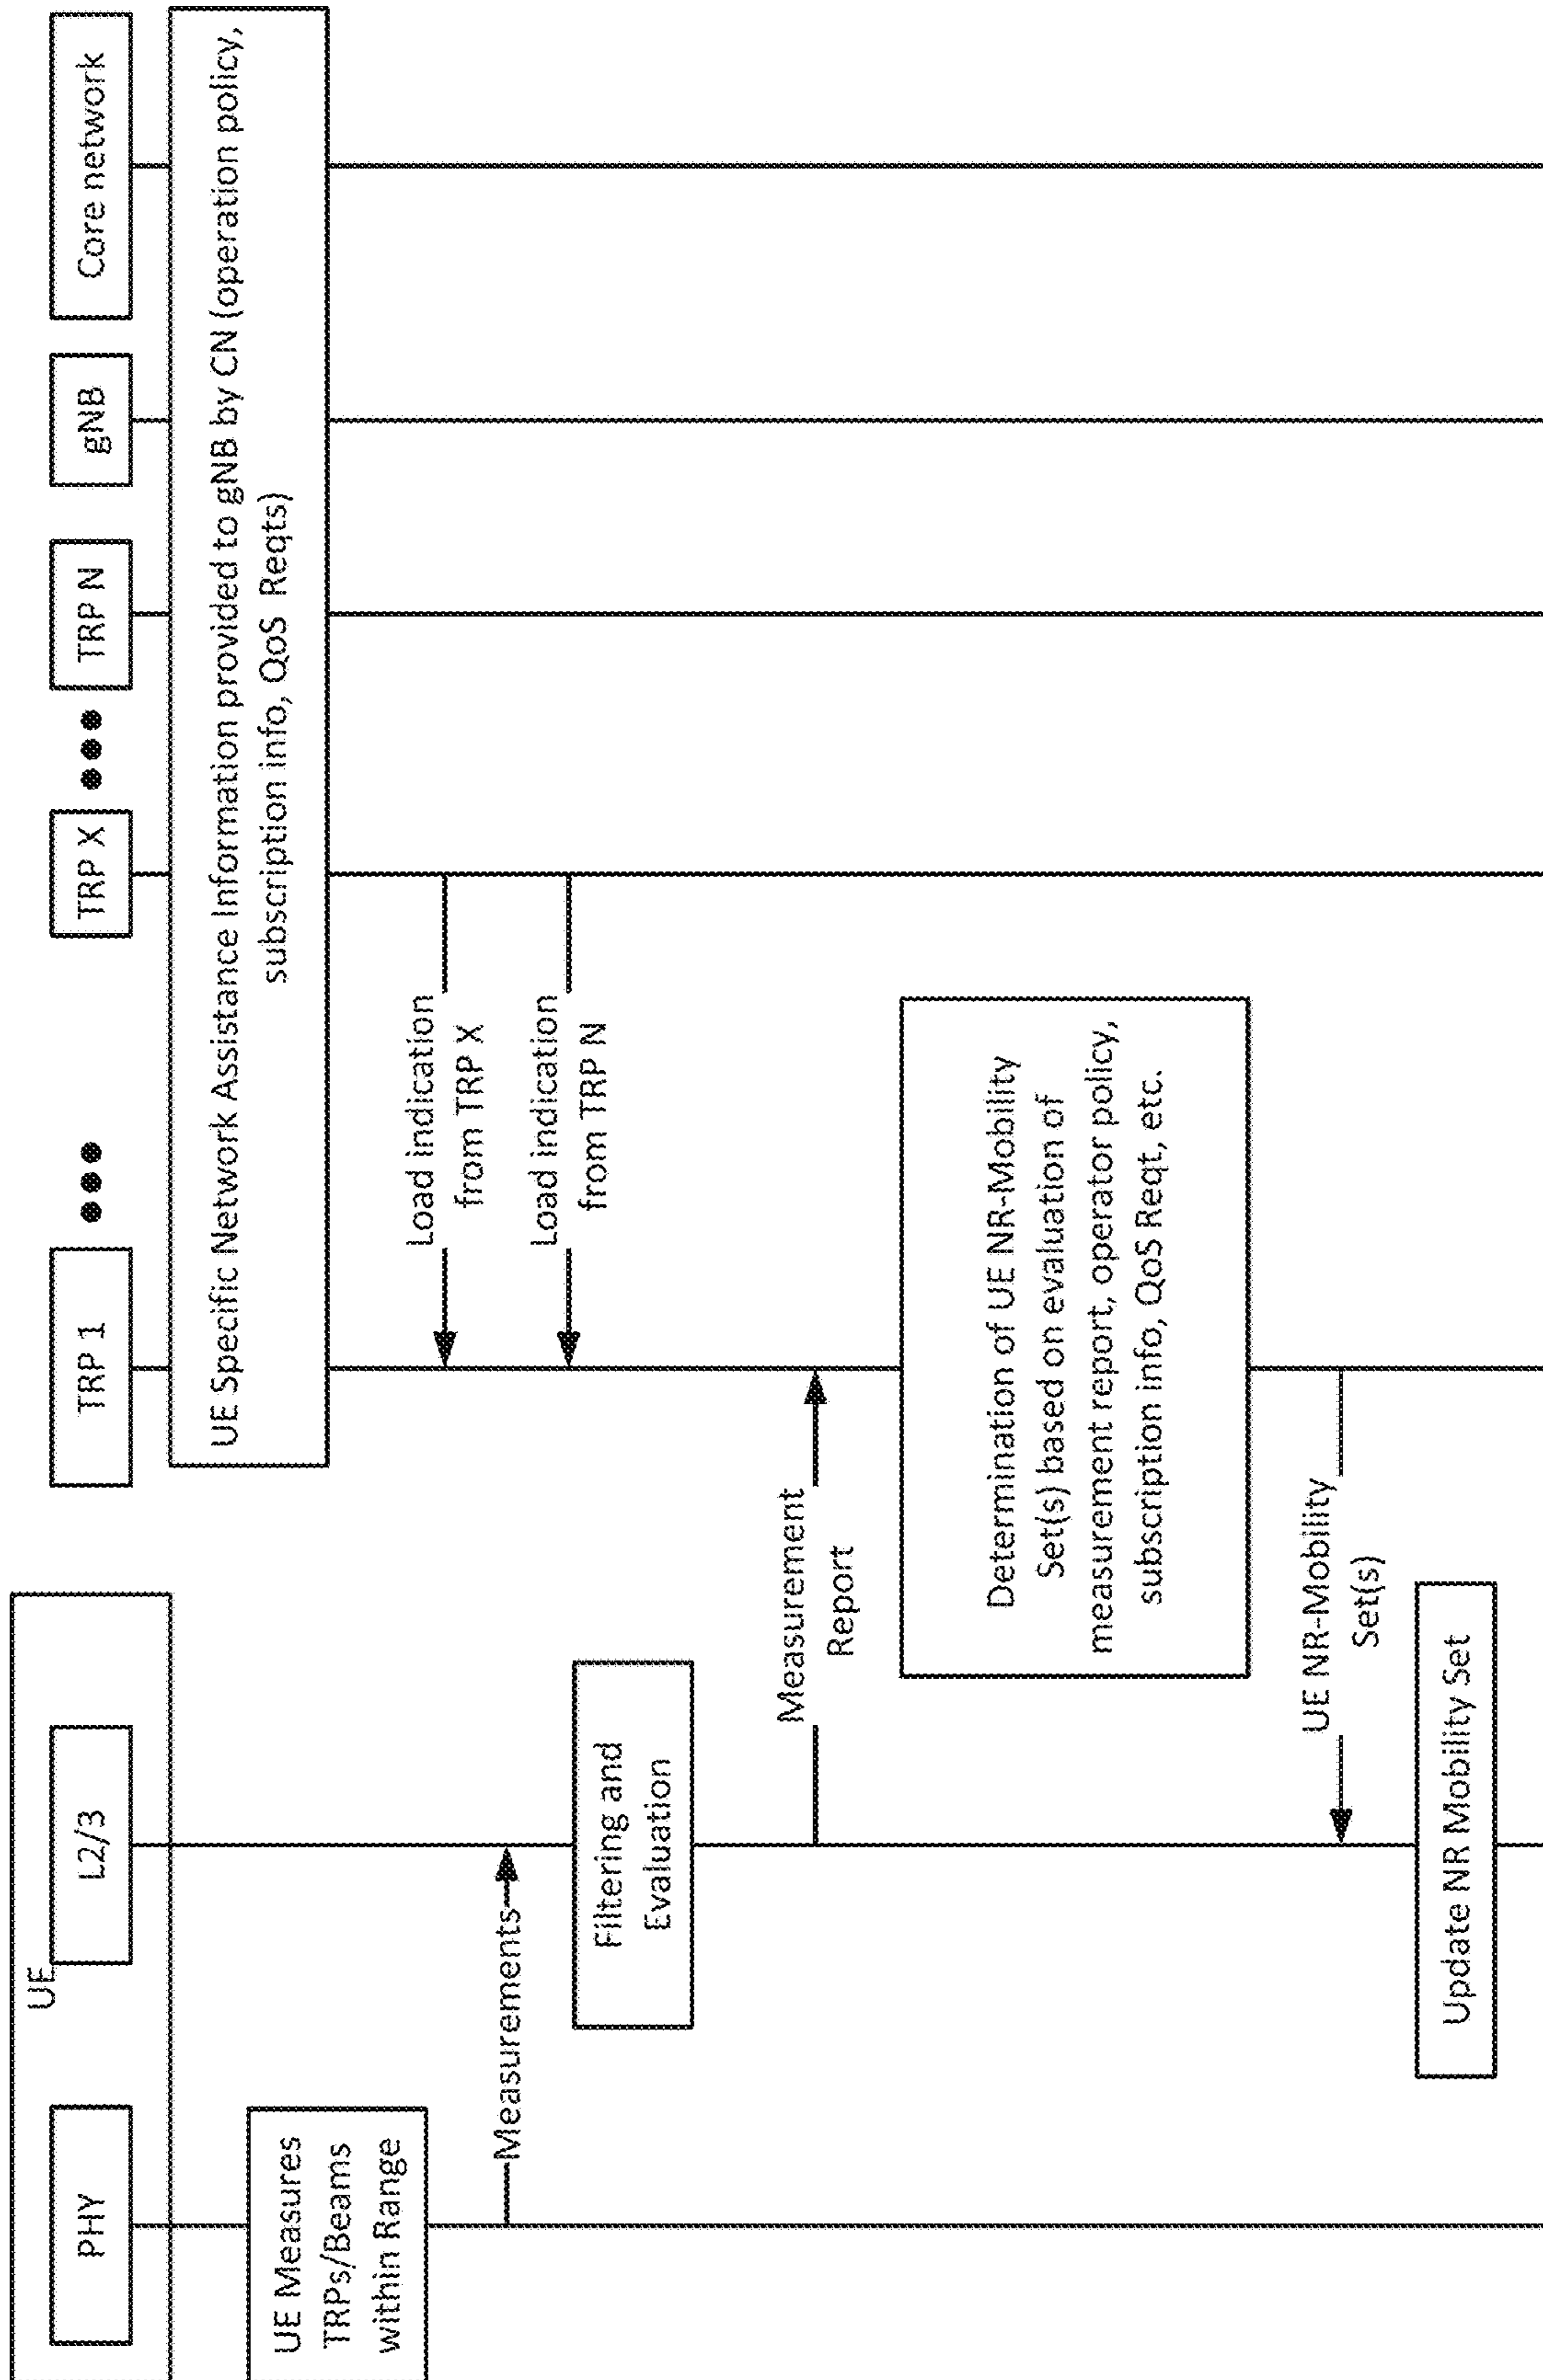 UE
PHY
L2/3
TRP 1
TRP X
TRP N
gNB
Core network
UE Specific Network Assistance Information provided to gNB by CN (operation policy,
subscription info, QoS Reqts)
UE Measures
TRPs/Beams
within Range
Load indication
from TRP X
Measurements
Load indication
from TRP N
Filtering and
Evaluation
Measurement
Report
Determination of UE NR-Mobility
Set(s) based on evaluation of
measurement report, operator policy,
subscription info, QoS Reqt, etc.
UE NR-Mobility
Set(s)
Update NR Mobility Set